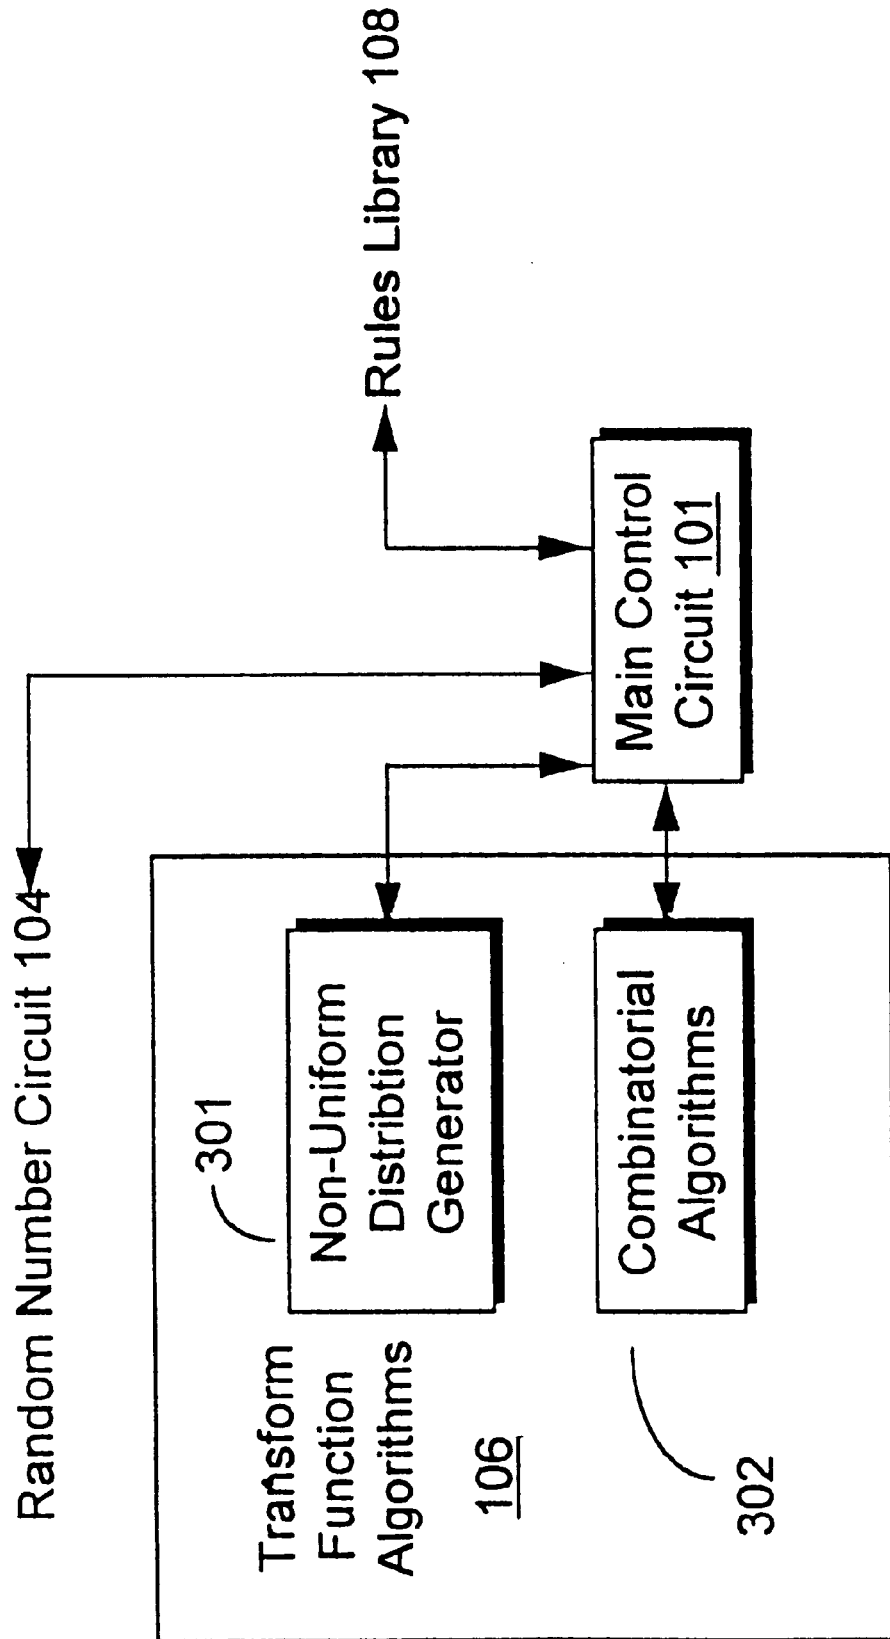 Random Number Circuit 104
Rules Library 108
Transform
Function
Algorithms
106
301
Non-Uniform
Distribtion
Generator
302
Combinatorial
Algorithms
Main Control
Circuit 101